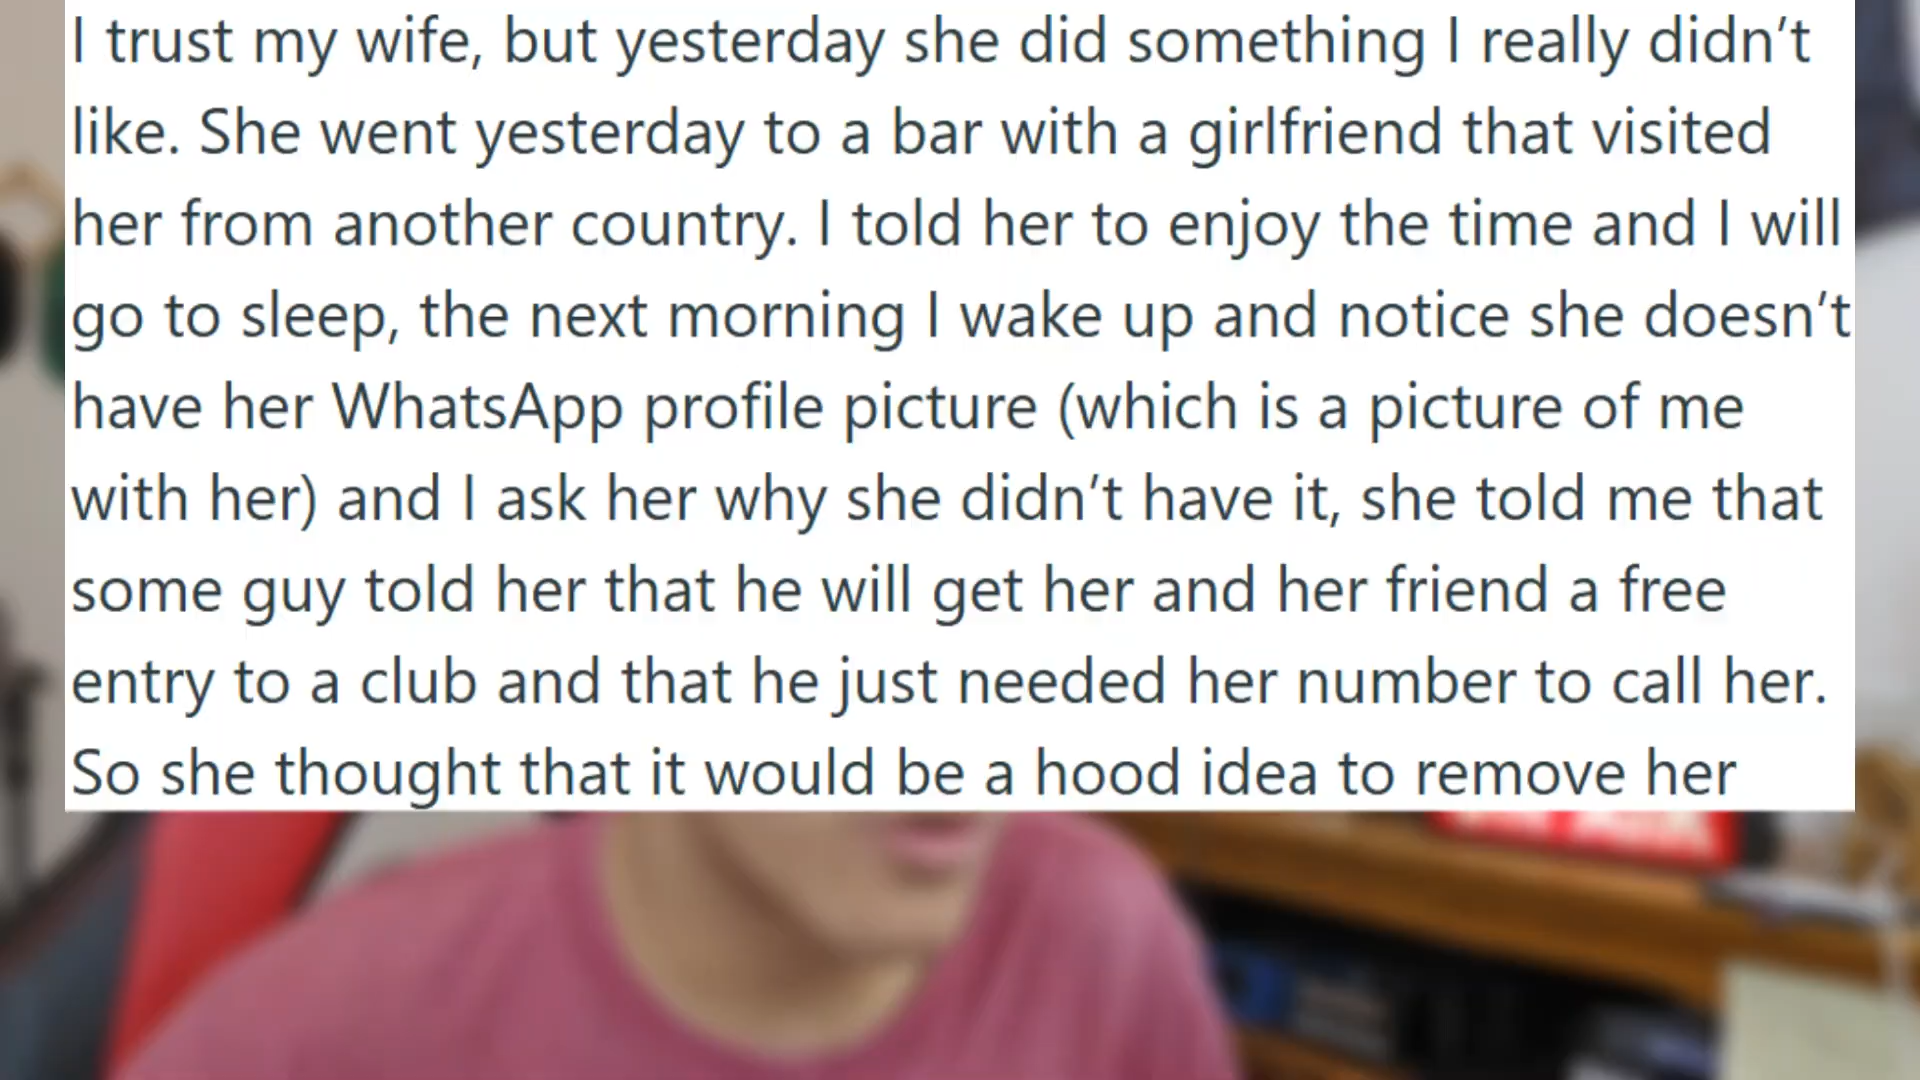 I trust my wife, but yesterday she did something I really didn’t
like. She went yesterday to a bar with a girlfriend that visited
her from another country. I told her to enjoy the time and I will
go to sleep, the next morning I wake up and notice she doesn’t
have her WhatsApp profile picture (which is a picture of me
with her) and I ask her why she didn’t have it, she told me that
some guy told her that he will get her and her friend a free
entry to a club and that he just needed her number to call her.
So she thought that it would be a hood idea to remove her